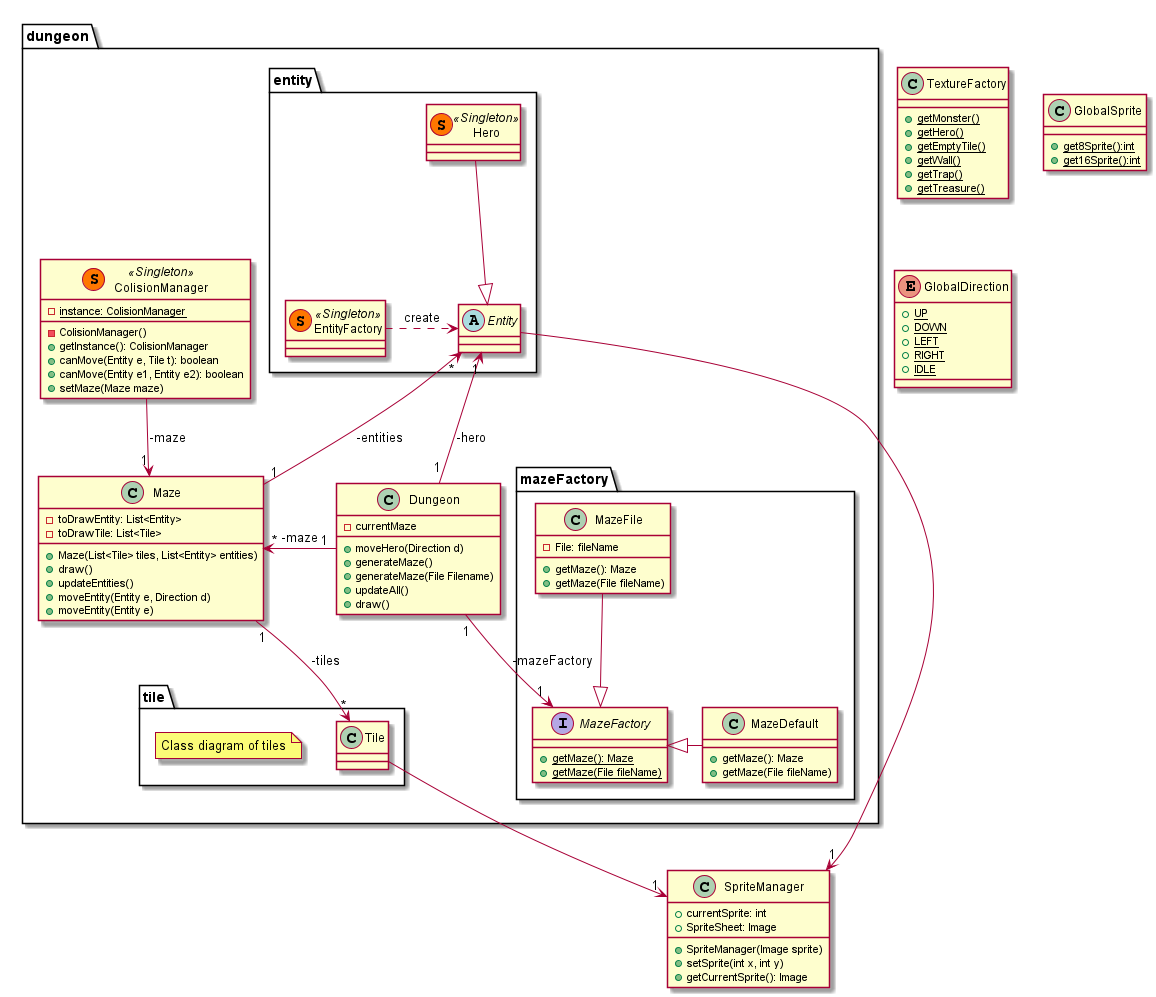 dungeon
entity
S
«Singleton»
Hero
C
TextureFactory
getMonster()
getHero()
getEmptyTile()
getWall()
getTrap()
getTreasure()
C
GlobalSprite
get8Sprite():int
get16Sprite():int
S
«Singleton»
ColisionManager
instance: ColisionManager
ColisionManager()
getInstance(): ColisionManager
canMove(Entity e, Tile t): boolean
canMove(Entity e1, Entity e2): boolean
setMaze(Maze maze)
S
«Singleton»
EntityFactory
create
A
Entity
E
GlobalDirection
UP
DOWN
LEFT
RIGHT
IDLE
*
1
-maze
-entities
-hero
1
1
1
C
Maze
toDrawEntity: List<Entity>
toDrawTile: List<Tile>
Maze(List<Tile> tiles, List<Entity> entities)
draw()
updateEntities()
moveEntity(Entity e, Direction d)
moveEntity(Entity e)
* -maze 1
C
Dungeon
currentMaze
moveHero(Direction d)
generateMaze()
generateMaze(File Filename)
updateAll()
draw()
mazeFactory
C
MazeFile
File: fileName
getMaze(): Maze
getMaze(File fileName)
1
1
-tiles
-mazeFactory
*
1
tile
Class diagram of tiles
C
Tile
I
MazeFactory
getMaze(): Maze
getMaze(File fileName)
C
MazeDefault
getMaze(): Maze
getMaze(File fileName)
1
1
C
SpriteManager
currentSprite: int
SpriteSheet: Image
SpriteManager(Image sprite)
setSprite(int x, int y)
getCurrentSprite(): Image